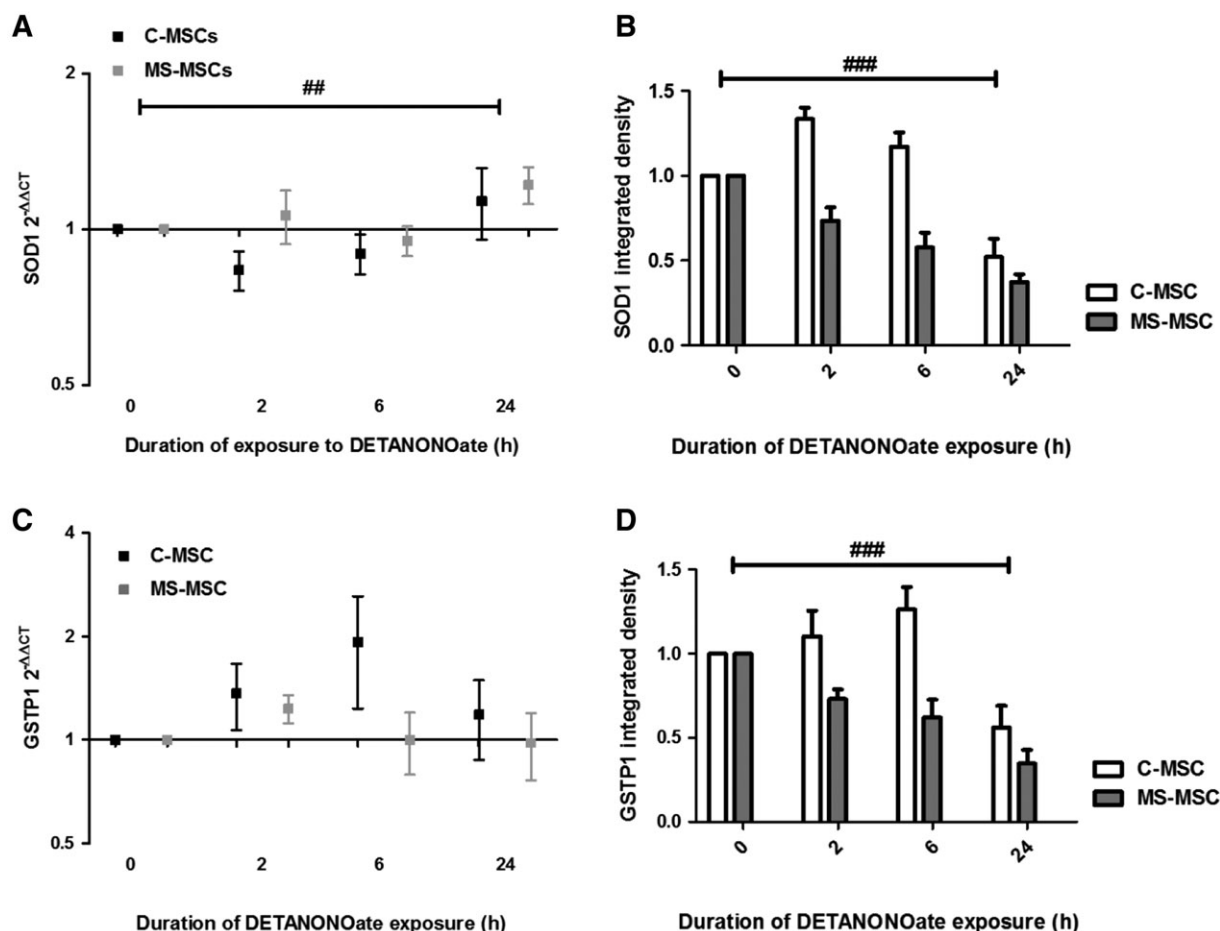 A
C-MSCs
MS-MSCs
##
2
1
0.5
SOD1 2^-ΔΔCT
0 2 6 24
Duration of exposure to DETANONOate (h)
B
###
1.5
1.0
0.5
0.0
SOD1 integrated density
C-MSC
MS-MSC
0 2 6 24
Duration of DETANONOate exposure (h)
C
C-MSC
MS-MSC
4
2
1
0.5
GSTP1 2^-ΔΔCT
0 2 6 24
Duration of DETANONOate exposure (h)
D
###
1.5
1.0
0.5
0.0
GSTP1 integrated density
C-MSC
MS-MSC
0 2 6 24
Duration of DETANONOate exposure (h)